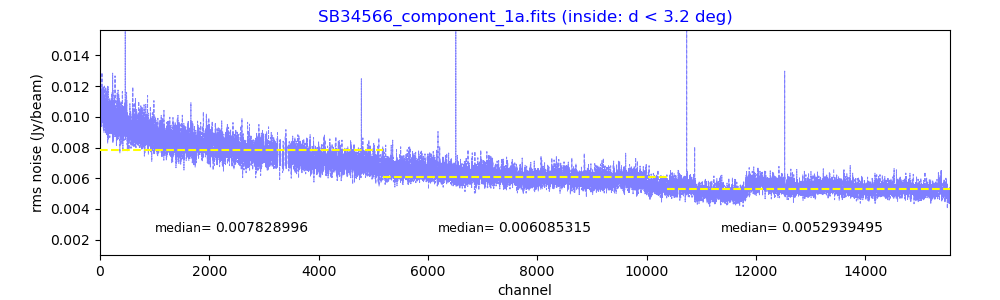 SB34566_component_1a.fits (inside: d < 3.2 deg)
rms noise (Jy/beam)
0.014
0.012
0.010
0.008
0.006
0.004
0.002
median= 0.007828996 median= 0.006085315 median= 0.0052939495
0 2000 4000 6000 8000 10000 12000 14000
channel